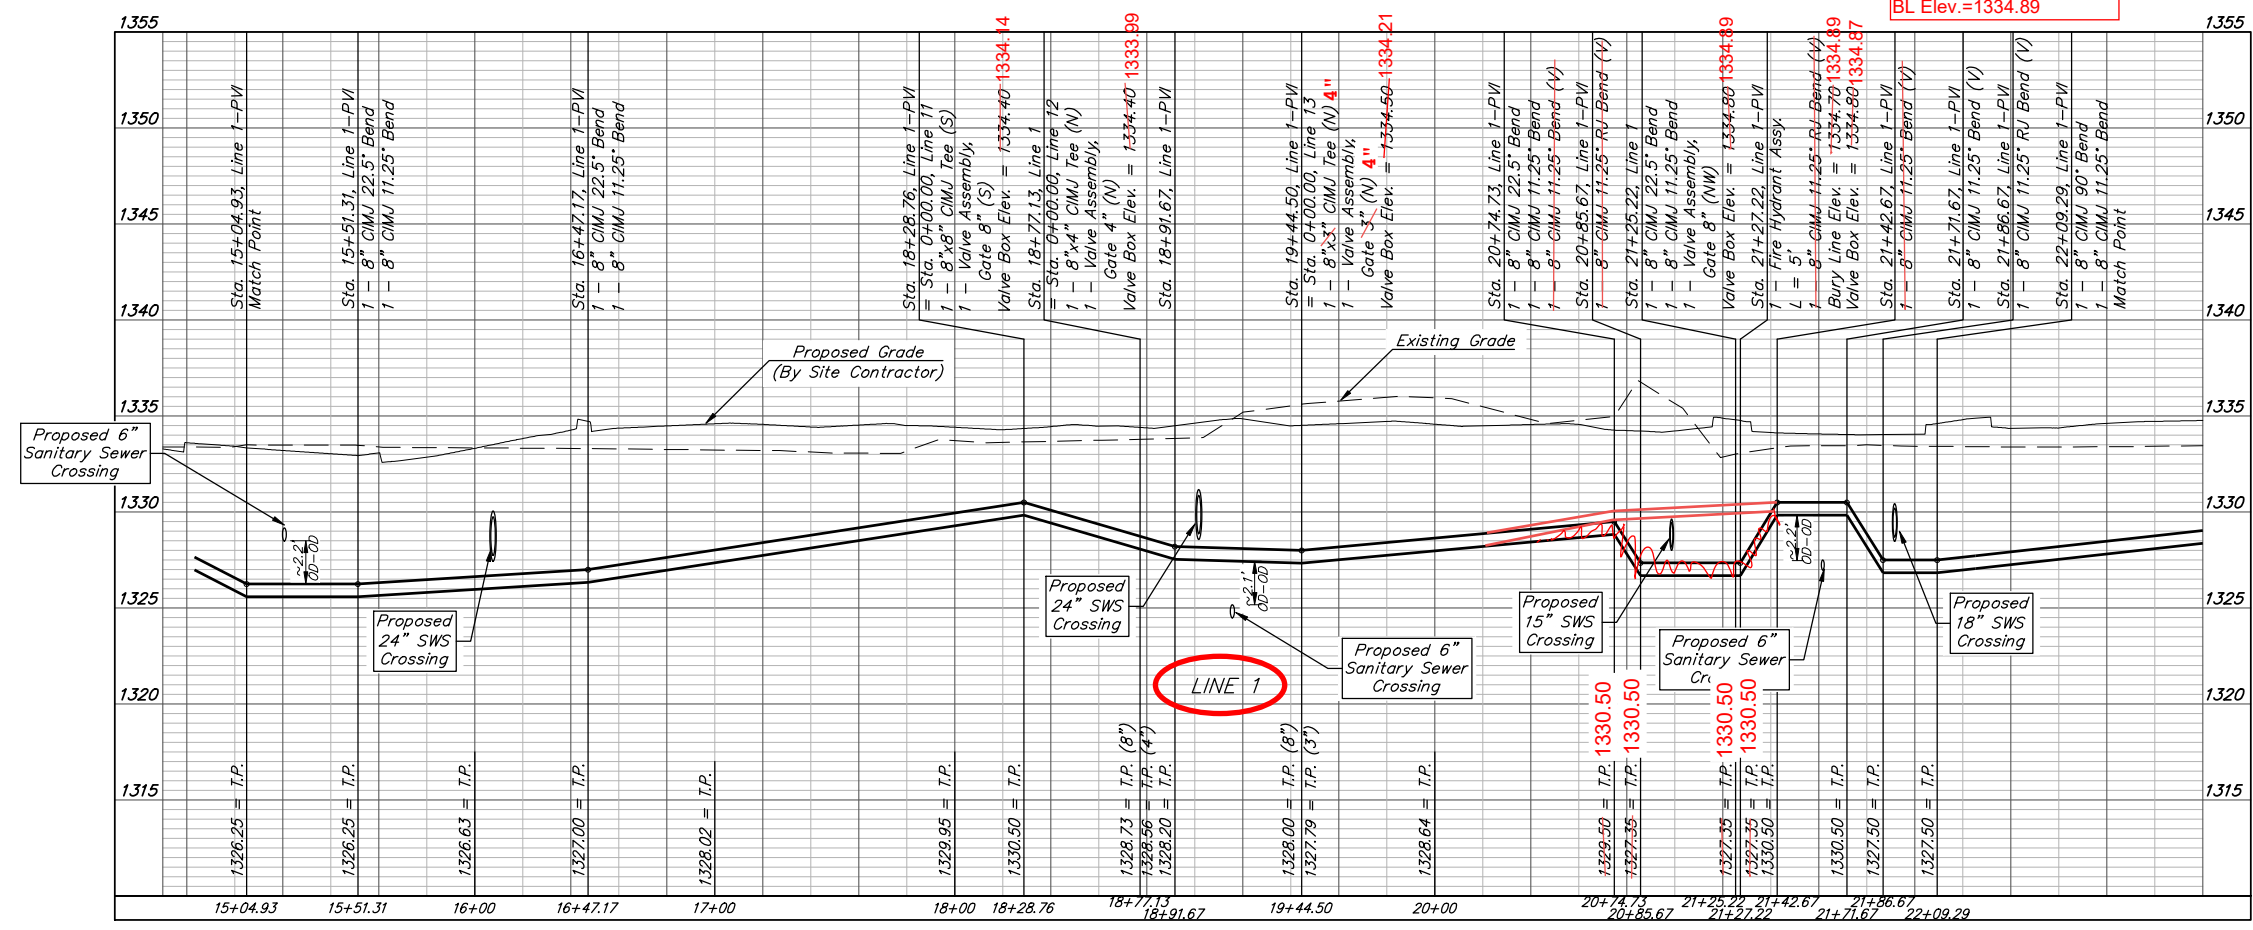 BL Elev.=1334.89
1355
1355
1350
1350
1345
1345
1340
1340
1335
1335
1330
1330
1325
1325
1320
1320
1315
1315
Sta. 15+04.93, Line 1-PVI
Match Point
Sta. 15+51.31, Line 1-PVI
1 - 8" CIMJ 22.5° Bend
1 - 8" CIMJ 11.25° Bend
Sta. 16+47.17, Line 1-PVI
1 - 8" CIMJ 22.5° Bend
1 - 8" CIMJ 11.25° Bend
Sta. 18+28.76, Line 1-PVI
= Sta. 0+00.00, Line 11
1 - 8"x8" CIMJ Tee (S)
1 - Valve Assembly,
Gate 8" (S)
Valve Box Elev. = 1334.40 1334.14
Sta. 18+77.13, Line 1
= Sta. 0+00.00, Line 12
1 - 8"x4" CIMJ Tee (N)
1 - Valve Assembly,
Gate 4" (N)
Valve Box Elev. = 1334.40 1333.99
Sta. 18+91.67, Line 1-PVI
Sta. 19+44.50, Line 1-PVI
= Sta. 0+00.00, Line 13
1 - 8"x3" CIMJ Tee (N) 4"
1 - Valve Assembly,
Gate 3" (N) 4"
Valve Box Elev. = 1334.50 1334.21
Sta. 20+74.73, Line 1-PVI
1 - 8" CIMJ 22.5° Bend
1 - 8" CIMJ 11.25° Bend
1 - 8" CIMJ 11.25° Bend (V)
Sta. 20+85.67, Line 1-PVI
1 - 8" CIMJ 11.25° RJ Bend (V)
Sta. 21+25.22, Line 1
1 - 8" CIMJ 22.5° Bend
1 - 8" CIMJ 11.25° Bend
1 - Valve Assembly,
Gate 8" (NW)
Valve Box Elev. = 1334.80 1334.89
Sta. 21+27.22, Line 1-PVI
1 - Fire Hydrant Assy.
L = 5'
1 - 8" CIMJ 11.25° RJ Bend (V)
Bury Line Elev. = 1334.70 1334.89
Valve Box Elev. = 1334.80 1334.87
Sta. 21+42.67, Line 1-PVI
1 - 8" CIMJ 11.25° Bend (V)
Sta. 21+71.67, Line 1-PVI
1 - 8" CIMJ 11.25° Bend (V)
Sta. 21+86.67, Line 1-PVI
1 - 8" CIMJ 11.25° RJ Bend (V)
Sta. 22+09.29, Line 1-PVI
1 - 8" CIMJ 90° Bend
1 - 8" CIMJ 11.25° Bend
Match Point
Proposed Grade
(By Site Contractor)
Existing Grade
Proposed 6"
Sanitary Sewer
Crossing
~2.2'
OD-OD
Proposed
24" SWS
Crossing
Proposed
24" SWS
Crossing
~2.1'
OD-OD
Proposed 6"
Sanitary Sewer
Crossing
LINE 1
Proposed
15" SWS
Crossing
Proposed 6"
Sanitary Sewer
~2.2'
OD-OD
Proposed
18" SWS
Crossing
1330.50
1330.50
1330.50
1330.50
1326.25 = T.P.
1326.25 = T.P.
1326.63 = T.P.
1327.00 = T.P.
1328.02 = T.P.
1329.95 = T.P.
1330.50 = T.P.
1328.73 = T.P. (8")
1328.56 = T.P. (4")
1328.20 = T.P.
1328.00 = T.P. (8")
1327.79 = T.P. (3")
1328.64 = T.P.
1329.50 = T.P.
1327.35 = T.P.
1327.35 = T.P.
1327.35 = T.P.
1330.50 = T.P.
1330.50 = T.P.
1327.50 = T.P.
1327.50 = T.P.
15+04.93
15+51.31
16+00
16+47.17
17+00
18+00
18+28.76
18+77.13
18+91.67
19+44.50
20+00
20+74.73
20+85.67
21+25.22
21+27.22
21+42.67
21+71.67
21+86.67
22+09.29